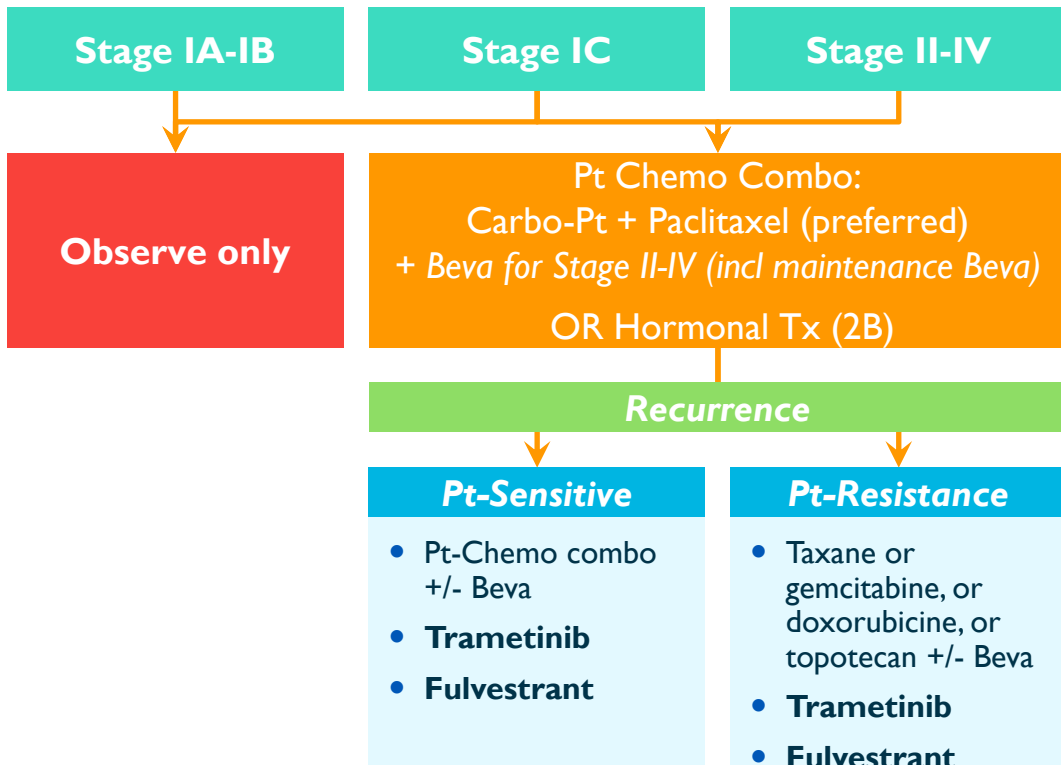 Stage IA-IB
Stage IC
Stage II-IV
Observe only
Pt Chemo Combo:
Carbo-Pt + Paclitaxel (preferred)
+ Beva for Stage II-IV (incl maintenance Beva)
OR Hormonal Tx (2B)
Recurrence
Pt-Sensitive
• Pt-Chemo combo
+/- Beva
• Trametinib
• Fulvestrant
Pt-Resistance
• Taxane or
gemcitabine, or
doxorubicine, or
topotecan +/- Beva
• Trametinib
• Fulvestrant